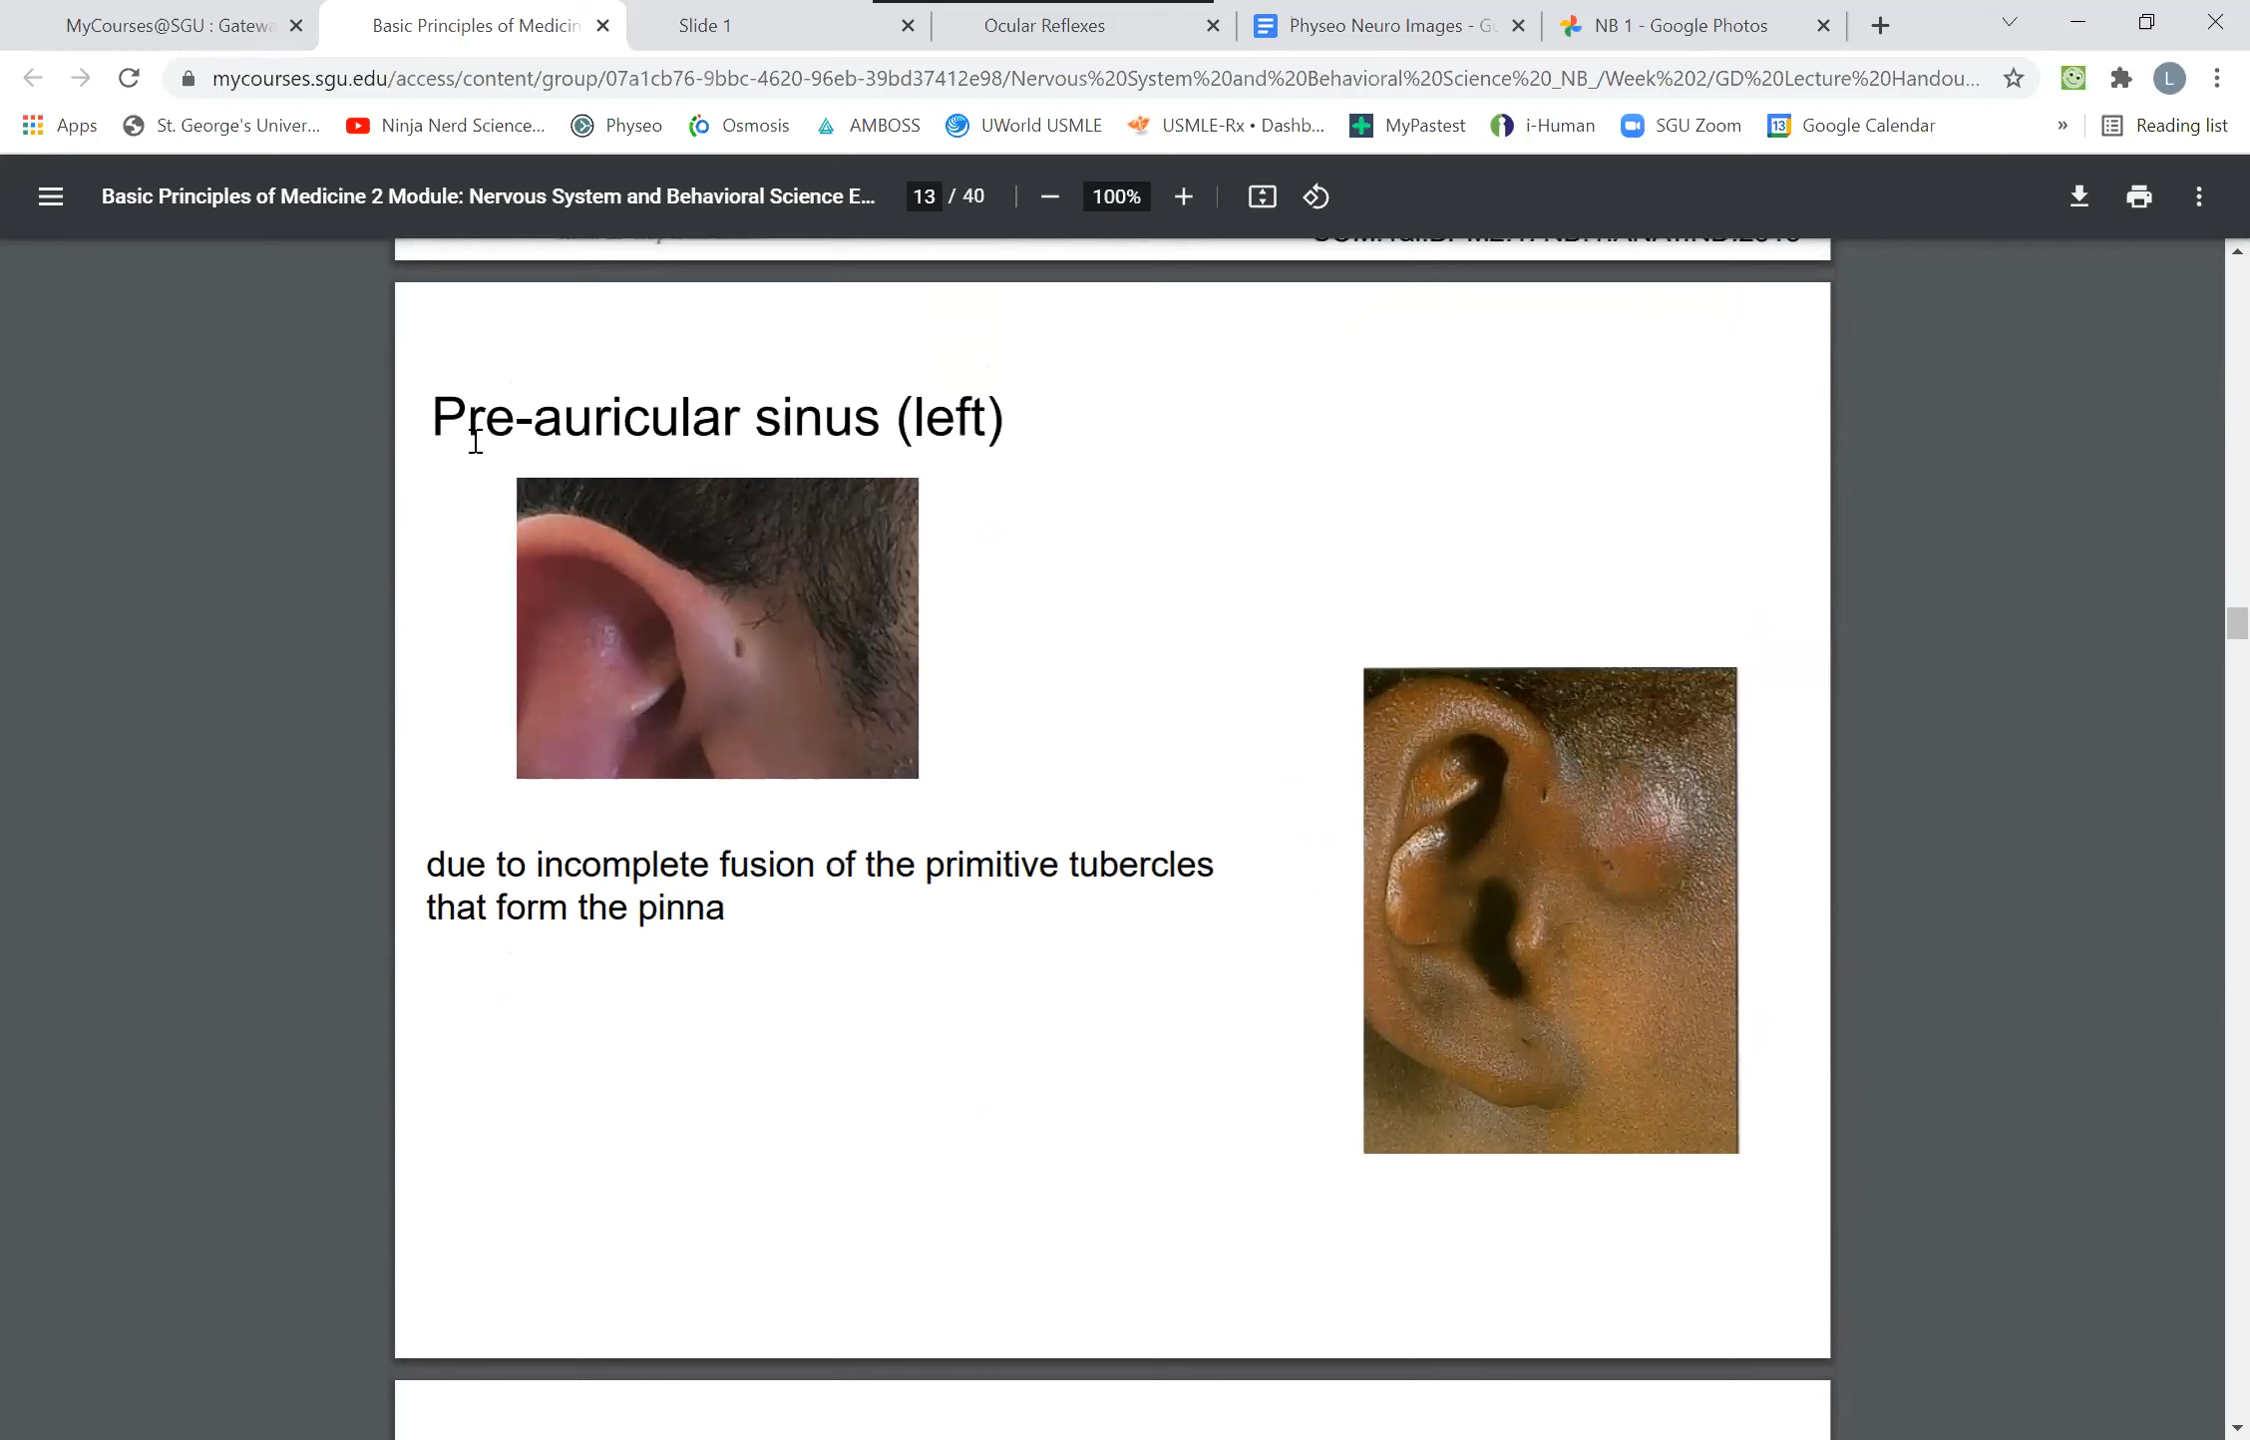 MyCourses@SGU : Gatewa
Basic Principles of Medicin
Slide 1
Ocular Reflexes
Physeo Neuro Images - Go
NB 1 - Google Photos
mycourses.sgu.edu/access/content/group/07a1cb76-9bbc-4620-96eb-39bd37412e98/Nervous%20System%20and%20Behavioral%20Science%20_NB_/Week%202/GD%20Lecture%20Handou...
L
Apps
St. George's Univer...
Ninja Nerd Science...
Physeo
Osmosis
AMBOSS
UWorld USMLE
USMLE-Rx • Dashb...
MyPastest
i-Human
SGU Zoom
13
Google Calendar
»
Reading list
Basic Principles of Medicine 2 Module: Nervous System and Behavioral Science E...
13 / 40
100%
Pre-auricular sinus (left)
due to incomplete fusion of the primitive tubercles
that form the pinna